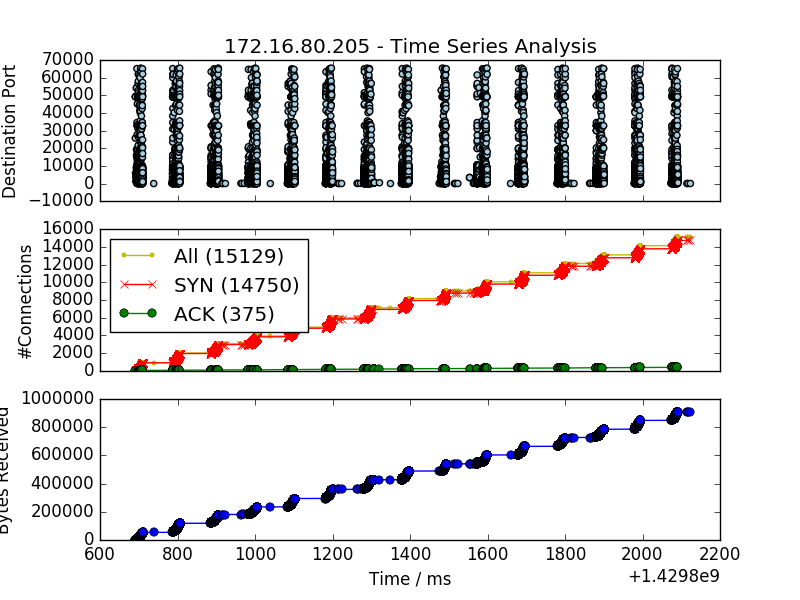 172.16.80.205 - Time Series Analysis
70000
60000
50000
40000
30000
20000
10000
0
−10000
Destination Port
16000
14000
12000
10000
8000
6000
4000
2000
0
#Connections
All (15129)
SYN (14750)
ACK (375)
1000000
800000
600000
400000
200000
0
Bytes Received
600 800 1000 1200 1400 1600 1800 2000 2200
Time / ms
+1.4298e9